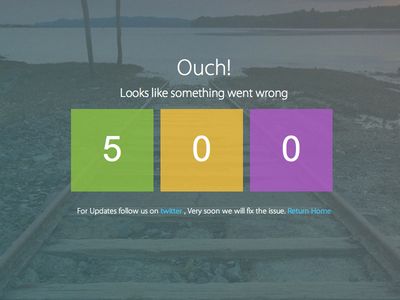 Ouch!
Looks like something went wrong
5 0 0
For Updates follow us on twitter , Very soon we will fix the issue. Return Home